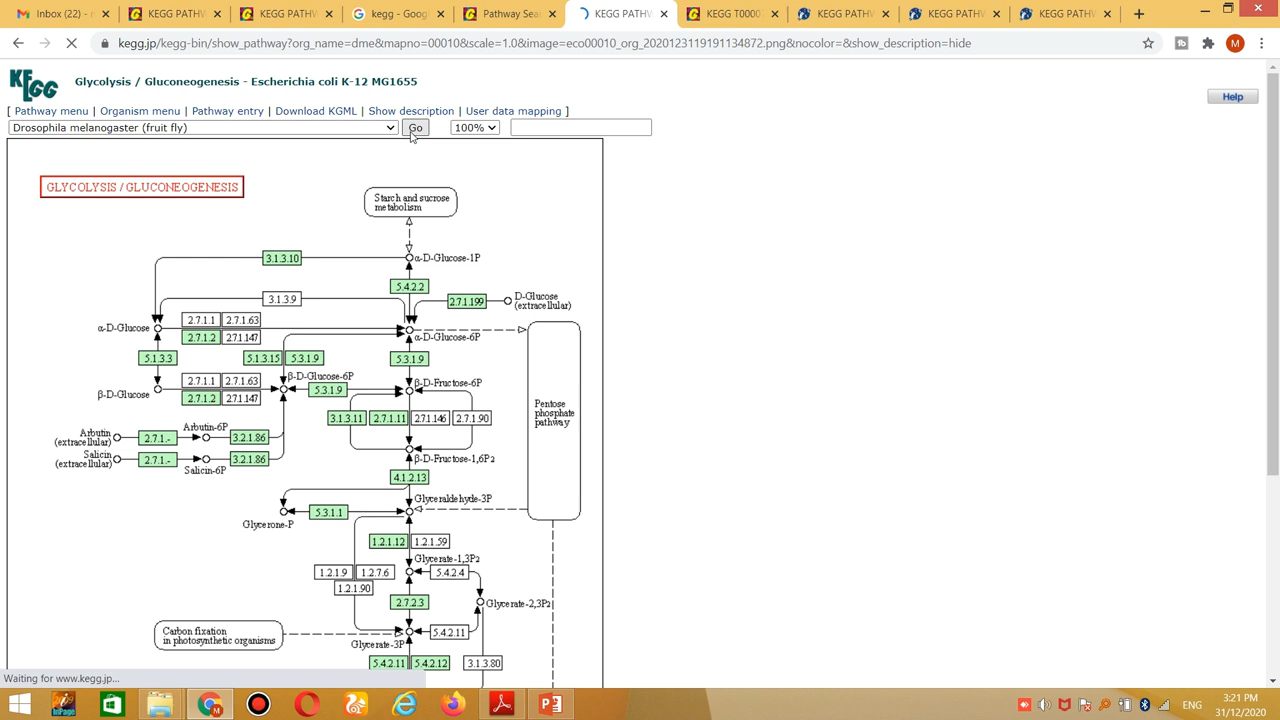 Inbox (22) -
KEGG PATHW
KEGG PATHW
kegg - Goog
Pathway Sea
KEGG PATHW
KEGG T0000
KEGG PATHW
KEGG PATHW
KEGG PATHW
kegg.jp/kegg-bin/show_pathway?org_name=dme&mapno=00010&scale=1.0&image=eco00010_org_2020123119191134872.png&nocolor=&show_description=hide
M
KEGG
Glycolysis / Gluconeogenesis - Escherichia coli K-12 MG1655
Help
[ Pathway menu | Organism menu | Pathway entry | Download KGML | Show description | User data mapping ]
Drosophila melanogaster (fruit fly) Go 100%
GLYCOLYSIS / GLUCONEOGENESIS
Starch and sucrose
metabolism
3.1.3.10
α-D-Glucose-1P
5.4.2.2
3.1.3.9
2.7.1.199
D-Glucose
(extracellular)
2.7.1.1 2.7.1.63
α-D-Glucose
2.7.1.2 2.7.1.147
α-D-Glucose-6P
5.1.3.3
5.1.3.15 5.3.1.9
5.3.1.9
2.7.1.1 2.7.1.63
β-D-Glucose-6P
β-D-Fructose-6P
β-D-Glucose
2.7.1.2 2.7.1.147
5.3.1.9
3.1.3.11 2.7.1.11 2.7.1.146 2.7.1.90
Pentose
phosphate
pathway
Arbutin
(extracellular)
2.7.1.-
Arbutin-6P
3.2.1.86
Salicin
(extracellular)
2.7.1.-
Salicin-6P
3.2.1.86
β-D-Fructose-1,6P2
4.1.2.13
Glyceraldehyde-3P
Glycerone-P
5.3.1.1
1.2.1.12 1.2.1.59
Glycerate-1,3P2
1.2.1.9 1.2.7.6
5.4.2.4
1.2.1.90
2.7.2.3
Glycerate-2,3P2
Carbon fixation
in photosynthetic organisms
5.4.2.11
Glycerate-3P
5.4.2.11 5.4.2.12
3.1.3.80
Waiting for www.kegg.jp...
ENG
3:21 PM
31/12/2020